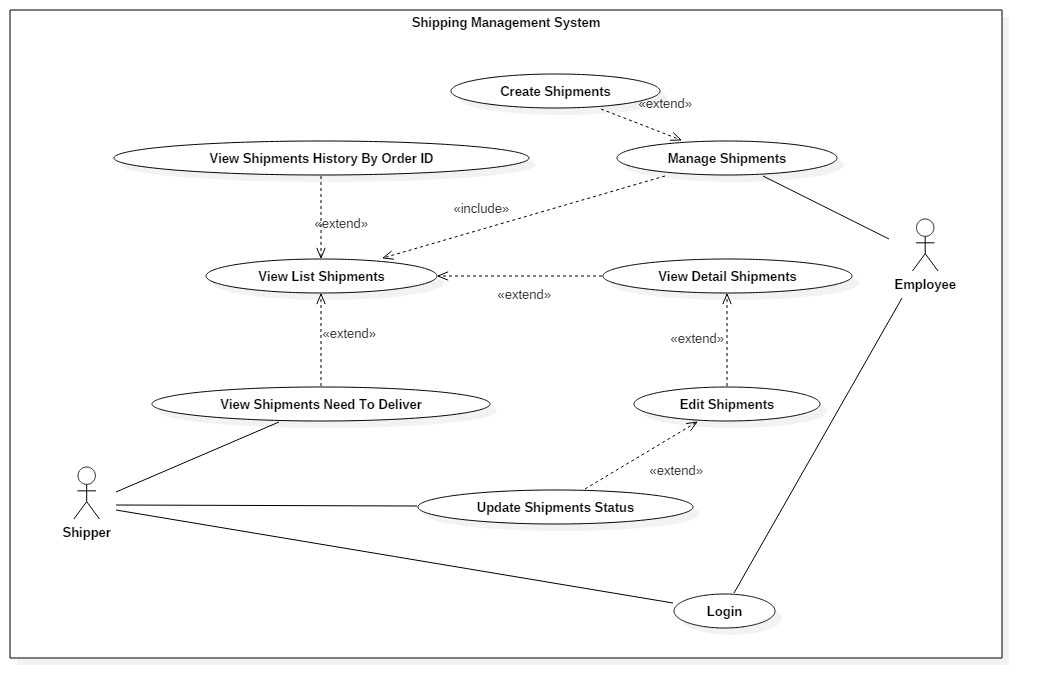 Shipping Management System
Create Shipments
«extend»
View Shipments History By Order ID
Manage Shipments
«include»
«extend»
View List Shipments
View Detail Shipments
Employee
«extend»
«extend»
«extend»
View Shipments Need To Deliver
Edit Shipments
«extend»
Update Shipments Status
Shipper
Login